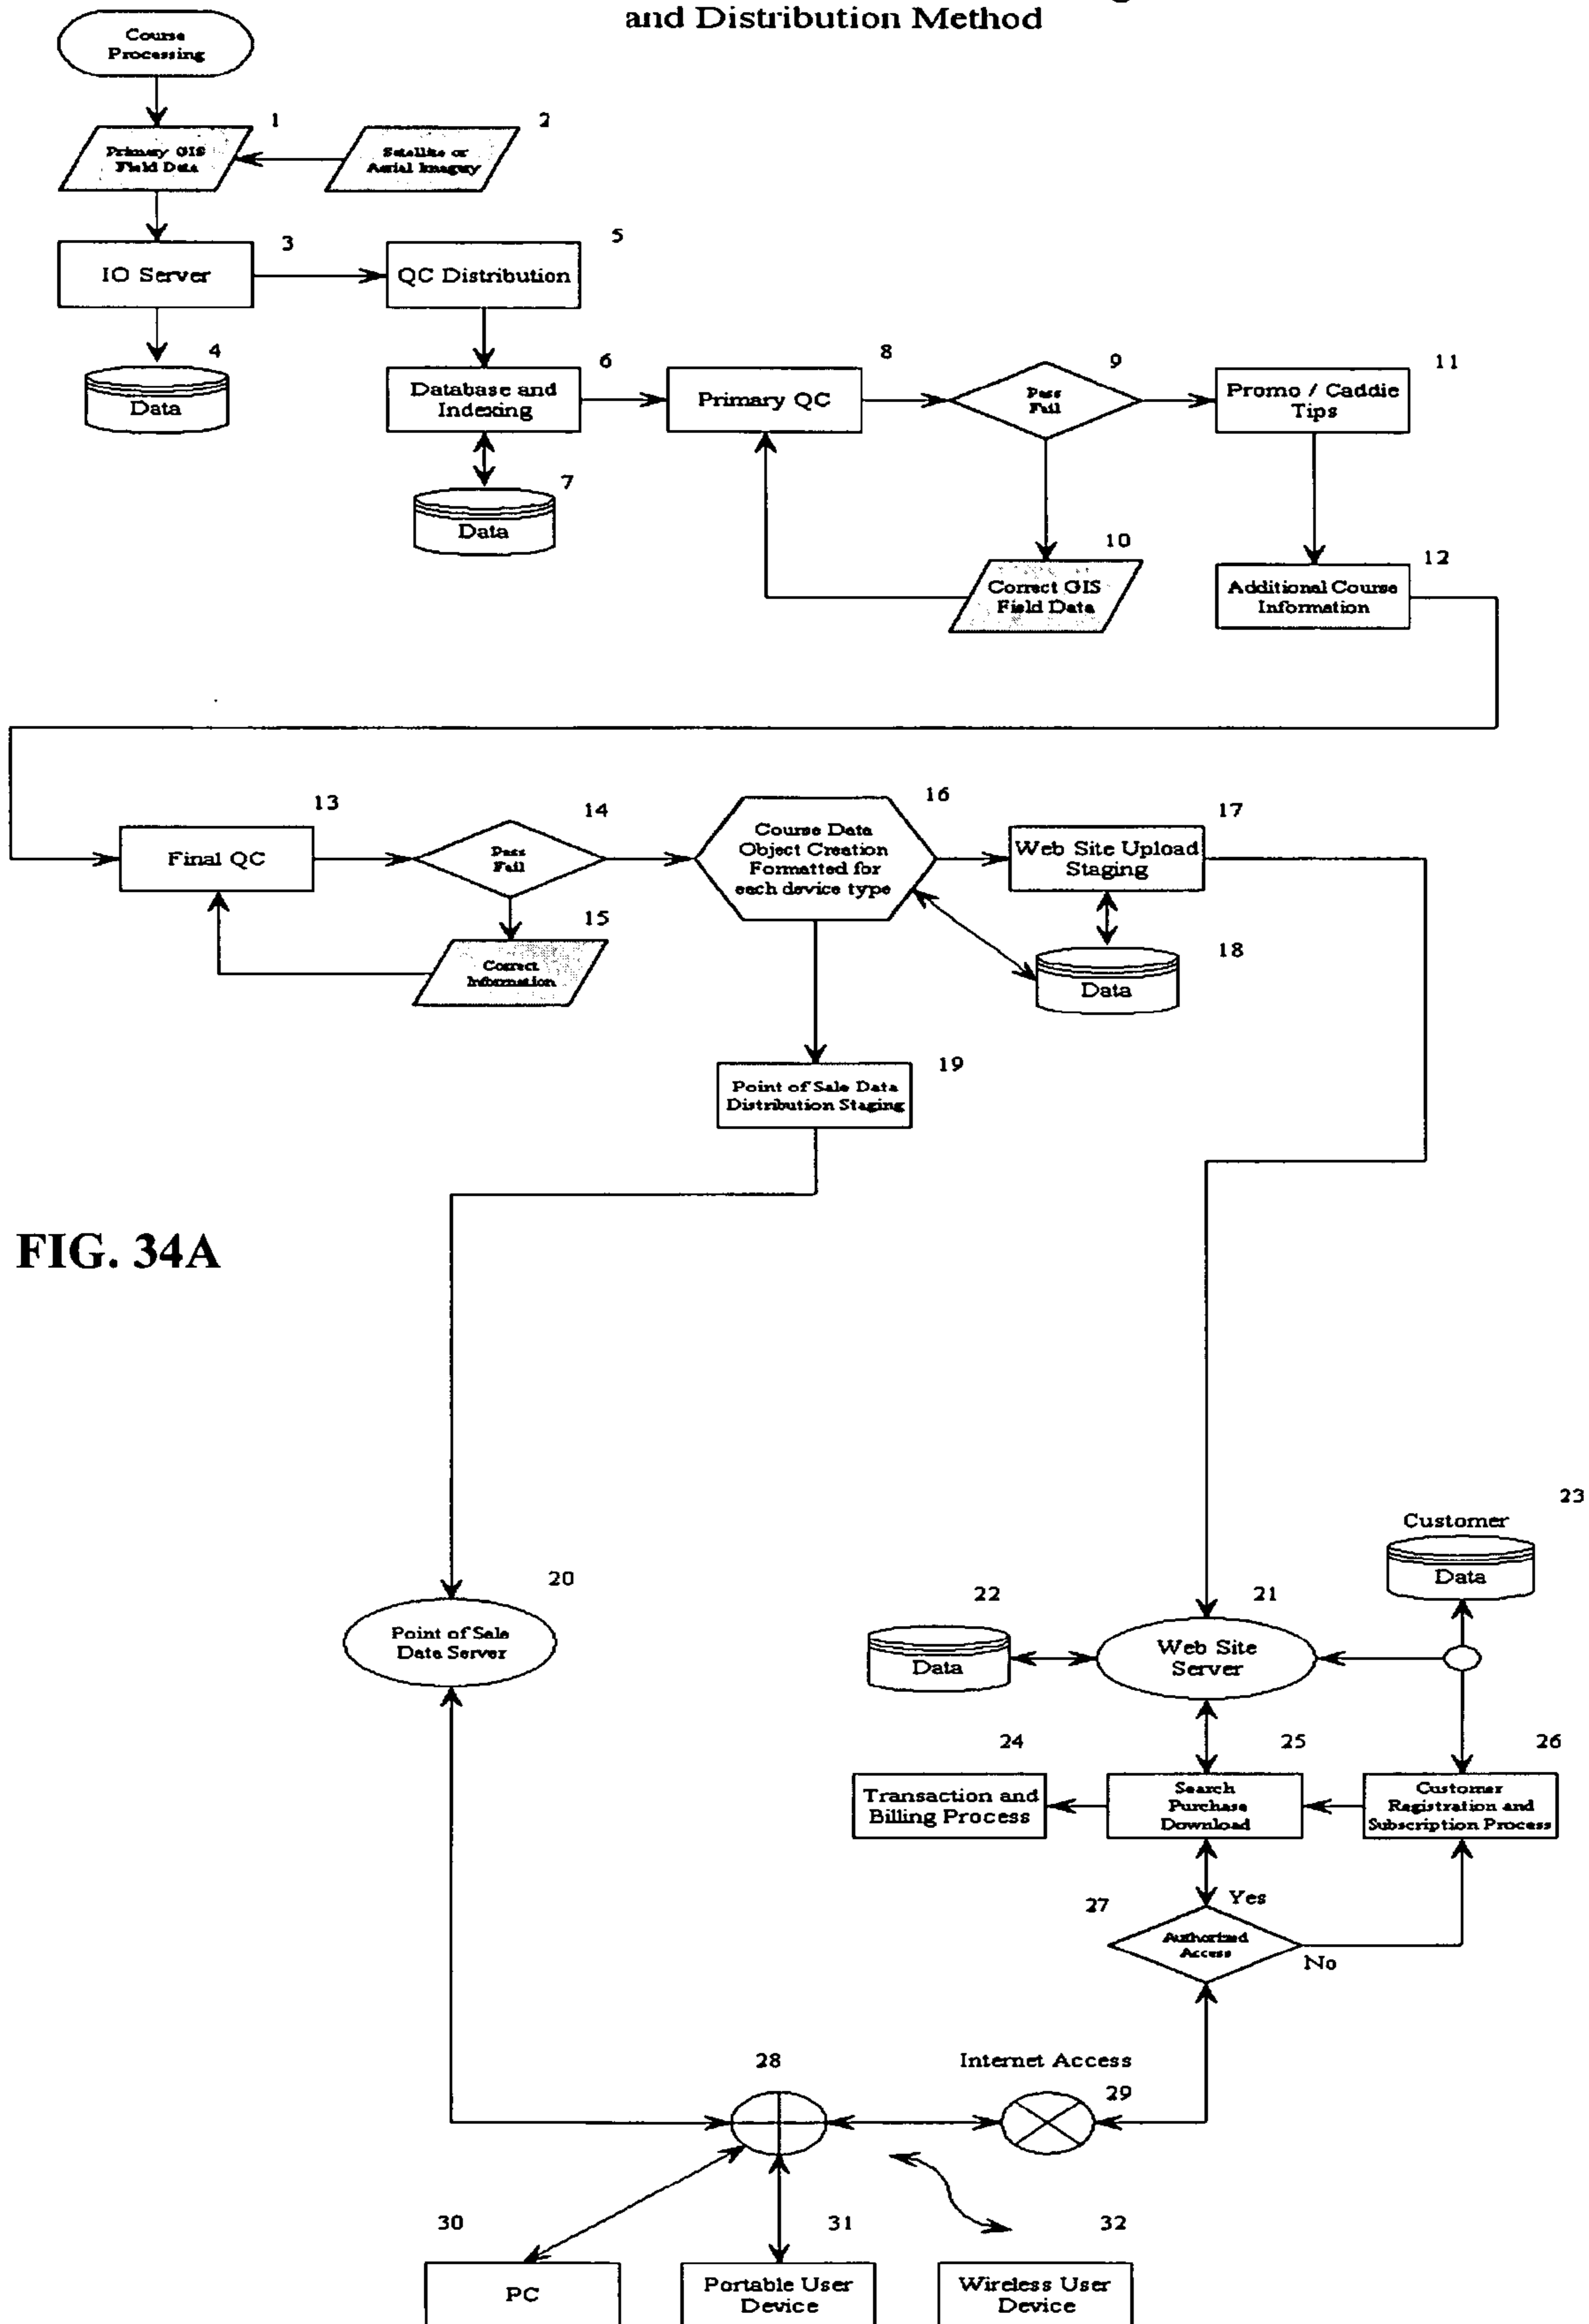 and Distribution Method
Course
Processing
1
2
Primary GIS
Field Data
Satellite or
Aerial Imagery
3
5
IO Server
QC Distribution
4
6
8
9
11
Data
Database and
Indexing
Primary QC
Pass
Fail
Promo / Caddie
Tips
7
Data
10
12
Correct GIS
Field Data
Additional Course
Information
13
14
16
17
Final QC
Pass
Fail
Course Data
Object Creation
Formatted for
each device type
Web Site Upload
Staging
15
18
Correct
Information
Data
19
Point of Sale Data
Distribution Staging
FIG. 34A
23
Customer
Data
20
22
21
Point of Sale
Data Server
Data
Web Site
Server
24
25
26
Transaction and
Billing Process
Search
Purchase
Download
Customer
Registration and
Subscription Process
27
Yes
Authorized
Access
No
28
Internet Access
29
30
31
32
PC
Portable User
Device
Wireless User
Device